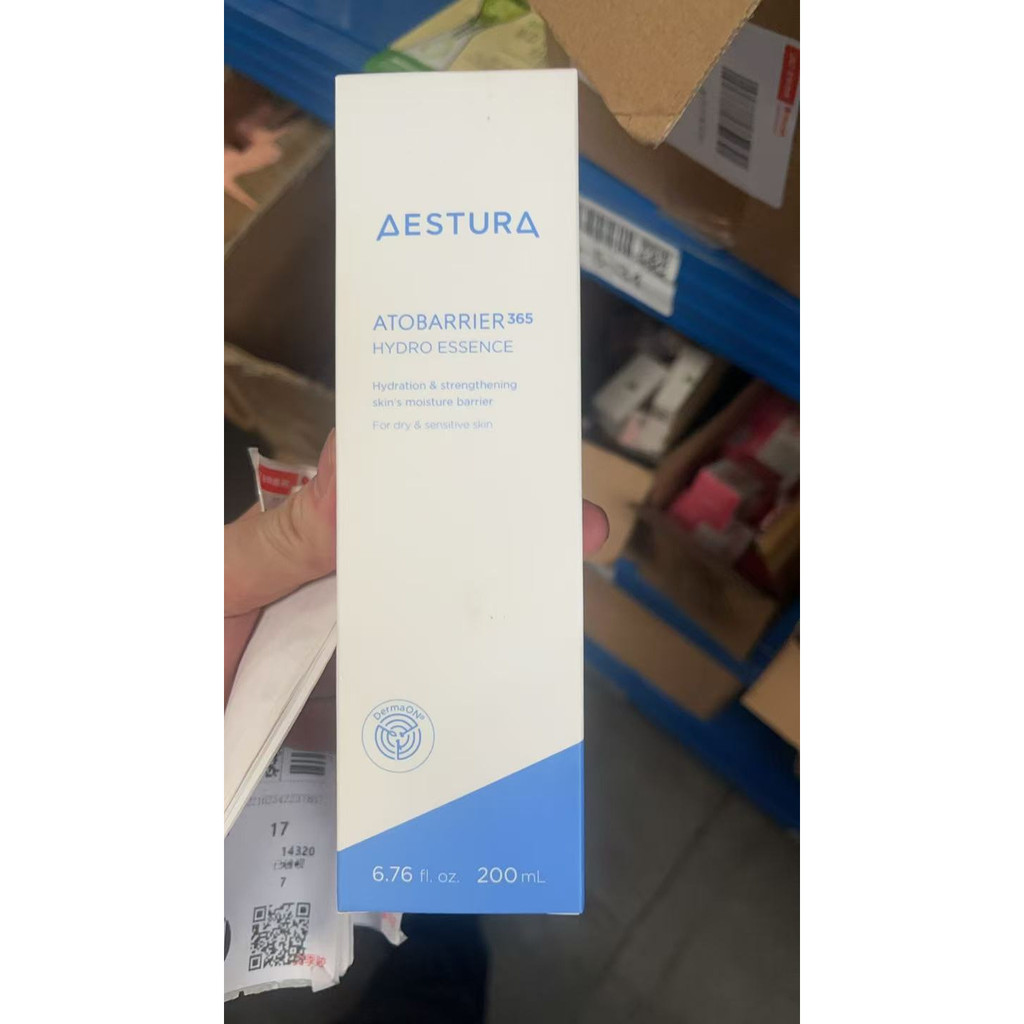 AESTURA
ATOBARRIER365
HYDRO ESSENCE
Hydration & strengthening
skin's moisture barrier
For dry & sensitive skin
DermaON®
6.76 fl. oz. 200 mL
17
14320
7